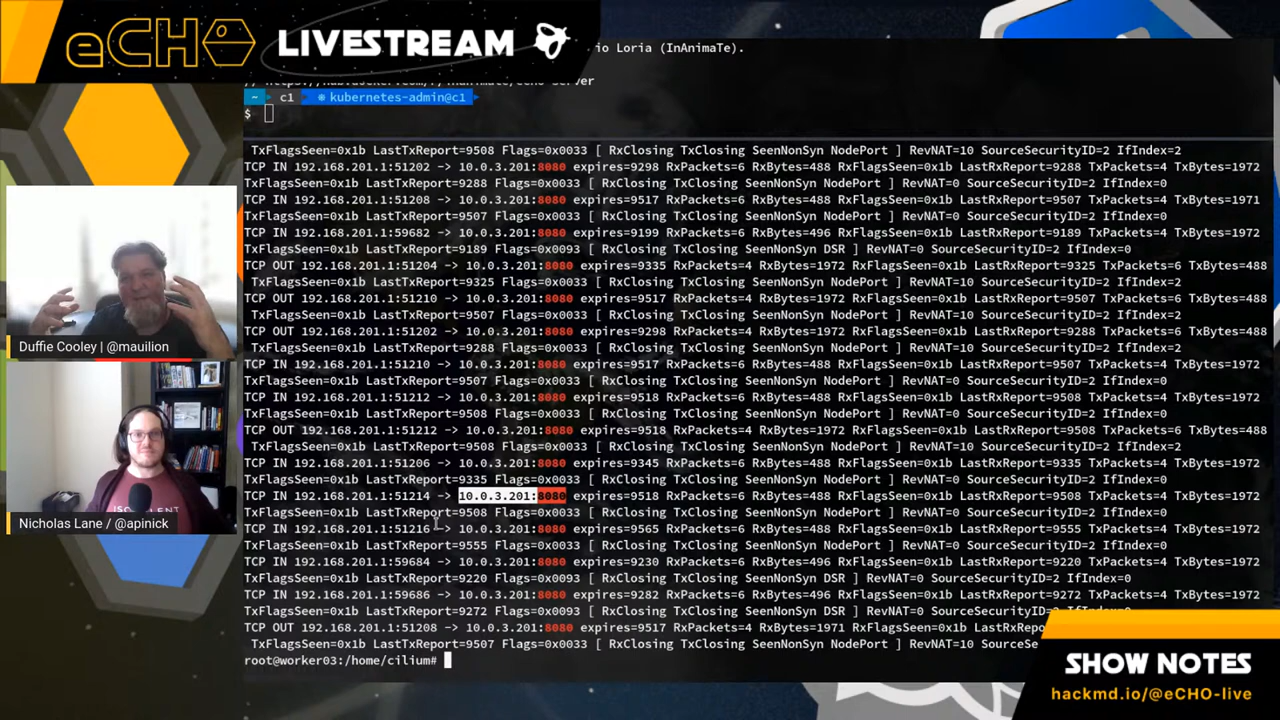 eCHO LIVESTREAM
io Loria (InAnimaTe).
~ c1 kubernetes-admin@c1
$
TxFlagsSeen=0x1b LastTxReport=9508 Flags=0x0033 [ RxClosing TxClosing SeenNonSyn NodePort ] RevNAT=10 SourceSecurityID=2 IfIndex=2
TCP IN 192.168.201.1:51202 -> 10.0.3.201:8080 expires=9298 RxPackets=6 RxBytes=488 RxFlagsSeen=0x1b LastRxReport=9288 TxPackets=4 TxBytes=1972
TxFlagsSeen=0x1b LastTxReport=9288 Flags=0x0033 [ RxClosing TxClosing SeenNonSyn NodePort ] RevNAT=0 SourceSecurityID=2 IfIndex=0
TCP IN 192.168.201.1:51208 -> 10.0.3.201:8080 expires=9517 RxPackets=6 RxBytes=488 RxFlagsSeen=0x1b LastRxReport=9507 TxPackets=4 TxBytes=1971
TxFlagsSeen=0x1b LastTxReport=9507 Flags=0x0033 [ RxClosing TxClosing SeenNonSyn NodePort ] RevNAT=0 SourceSecurityID=2 IfIndex=0
TCP IN 192.168.201.1:59682 -> 10.0.3.201:8080 expires=9199 RxPackets=6 RxBytes=496 RxFlagsSeen=0x1b LastRxReport=9189 TxPackets=4 TxBytes=1972
TxFlagsSeen=0x1b LastTxReport=9189 Flags=0x0093 [ RxClosing TxClosing SeenNonSyn DSR ] RevNAT=0 SourceSecurityID=2 IfIndex=0
TCP OUT 192.168.201.1:51204 -> 10.0.3.201:8080 expires=9335 RxPackets=4 RxBytes=1972 RxFlagsSeen=0x1b LastRxReport=9325 TxPackets=6 TxBytes=488
TxFlagsSeen=0x1b LastTxReport=9325 Flags=0x0033 [ RxClosing TxClosing SeenNonSyn NodePort ] RevNAT=10 SourceSecurityID=2 IfIndex=2
TCP OUT 192.168.201.1:51210 -> 10.0.3.201:8080 expires=9517 RxPackets=4 RxBytes=1972 RxFlagsSeen=0x1b LastRxReport=9507 TxPackets=6 TxBytes=488
TxFlagsSeen=0x1b LastTxReport=9507 Flags=0x0033 [ RxClosing TxClosing SeenNonSyn NodePort ] RevNAT=10 SourceSecurityID=2 IfIndex=2
TCP OUT 192.168.201.1:51202 -> 10.0.3.201:8080 expires=9298 RxPackets=4 RxBytes=1972 RxFlagsSeen=0x1b LastRxReport=9288 TxPackets=6 TxBytes=488
TxFlagsSeen=0x1b LastTxReport=9288 Flags=0x0033 [ RxClosing TxClosing SeenNonSyn NodePort ] RevNAT=10 SourceSecurityID=2 IfIndex=2
TCP IN 192.168.201.1:51210 -> 10.0.3.201:8080 expires=9517 RxPackets=6 RxBytes=488 RxFlagsSeen=0x1b LastRxReport=9507 TxPackets=4 TxBytes=1972
TxFlagsSeen=0x1b LastTxReport=9507 Flags=0x0033 [ RxClosing TxClosing SeenNonSyn NodePort ] RevNAT=0 SourceSecurityID=2 IfIndex=0
TCP IN 192.168.201.1:51212 -> 10.0.3.201:8080 expires=9518 RxPackets=6 RxBytes=488 RxFlagsSeen=0x1b LastRxReport=9508 TxPackets=4 TxBytes=1972
TxFlagsSeen=0x1b LastTxReport=9508 Flags=0x0033 [ RxClosing TxClosing SeenNonSyn NodePort ] RevNAT=0 SourceSecurityID=2 IfIndex=0
TCP OUT 192.168.201.1:51212 -> 10.0.3.201:8080 expires=9518 RxPackets=4 RxBytes=1972 RxFlagsSeen=0x1b LastRxReport=9508 TxPackets=6 TxBytes=488
TxFlagsSeen=0x1b LastTxReport=9508 Flags=0x0033 [ RxClosing TxClosing SeenNonSyn NodePort ] RevNAT=10 SourceSecurityID=2 IfIndex=2
TCP IN 192.168.201.1:51206 -> 10.0.3.201:8080 expires=9345 RxPackets=6 RxBytes=488 RxFlagsSeen=0x1b LastRxReport=9335 TxPackets=4 TxBytes=1972
TxFlagsSeen=0x1b LastTxReport=9335 Flags=0x0033 [ RxClosing TxClosing SeenNonSyn NodePort ] RevNAT=0 SourceSecurityID=2 IfIndex=0
TCP IN 192.168.201.1:51214 -> 10.0.3.201:8080 expires=9518 RxPackets=6 RxBytes=488 RxFlagsSeen=0x1b LastRxReport=9508 TxPackets=4 TxBytes=1972
TxFlagsSeen=0x1b LastTxReport=9508 Flags=0x0033 [ RxClosing TxClosing SeenNonSyn NodePort ] RevNAT=0 SourceSecurityID=2 IfIndex=0
TCP IN 192.168.201.1:51216 -> 10.0.3.201:8080 expires=9565 RxPackets=6 RxBytes=488 RxFlagsSeen=0x1b LastRxReport=9555 TxPackets=4 TxBytes=1972
TxFlagsSeen=0x1b LastTxReport=9555 Flags=0x0033 [ RxClosing TxClosing SeenNonSyn NodePort ] RevNAT=0 SourceSecurityID=2 IfIndex=0
TCP IN 192.168.201.1:59684 -> 10.0.3.201:8080 expires=9230 RxPackets=6 RxBytes=496 RxFlagsSeen=0x1b LastRxReport=9220 TxPackets=4 TxBytes=1972
TxFlagsSeen=0x1b LastTxReport=9220 Flags=0x0093 [ RxClosing TxClosing SeenNonSyn DSR ] RevNAT=0 SourceSecurityID=2 IfIndex=0
TCP IN 192.168.201.1:59686 -> 10.0.3.201:8080 expires=9282 RxPackets=6 RxBytes=496 RxFlagsSeen=0x1b LastRxReport=9272 TxPackets=4 TxBytes=1972
TxFlagsSeen=0x1b LastTxReport=9272 Flags=0x0093 [ RxClosing TxClosing SeenNonSyn DSR ] RevNAT=0
TCP OUT 192.168.201.1:51208 -> 10.0.3.201:8080 expires=9517 RxPackets=4 RxBytes=1971 RxFlagsSeen=0x1b
TxFlagsSeen=0x1b LastTxReport=9507 Flags=0x0033 [ RxClosing TxClosing SeenNonSyn NodePort ] RevNAT=10
root@worker03:/home/cilium#
Duffie Cooley | @mauilion
Nicholas Lane / @apinick
SHOW NOTES
hackmd.io/@eCHO-live